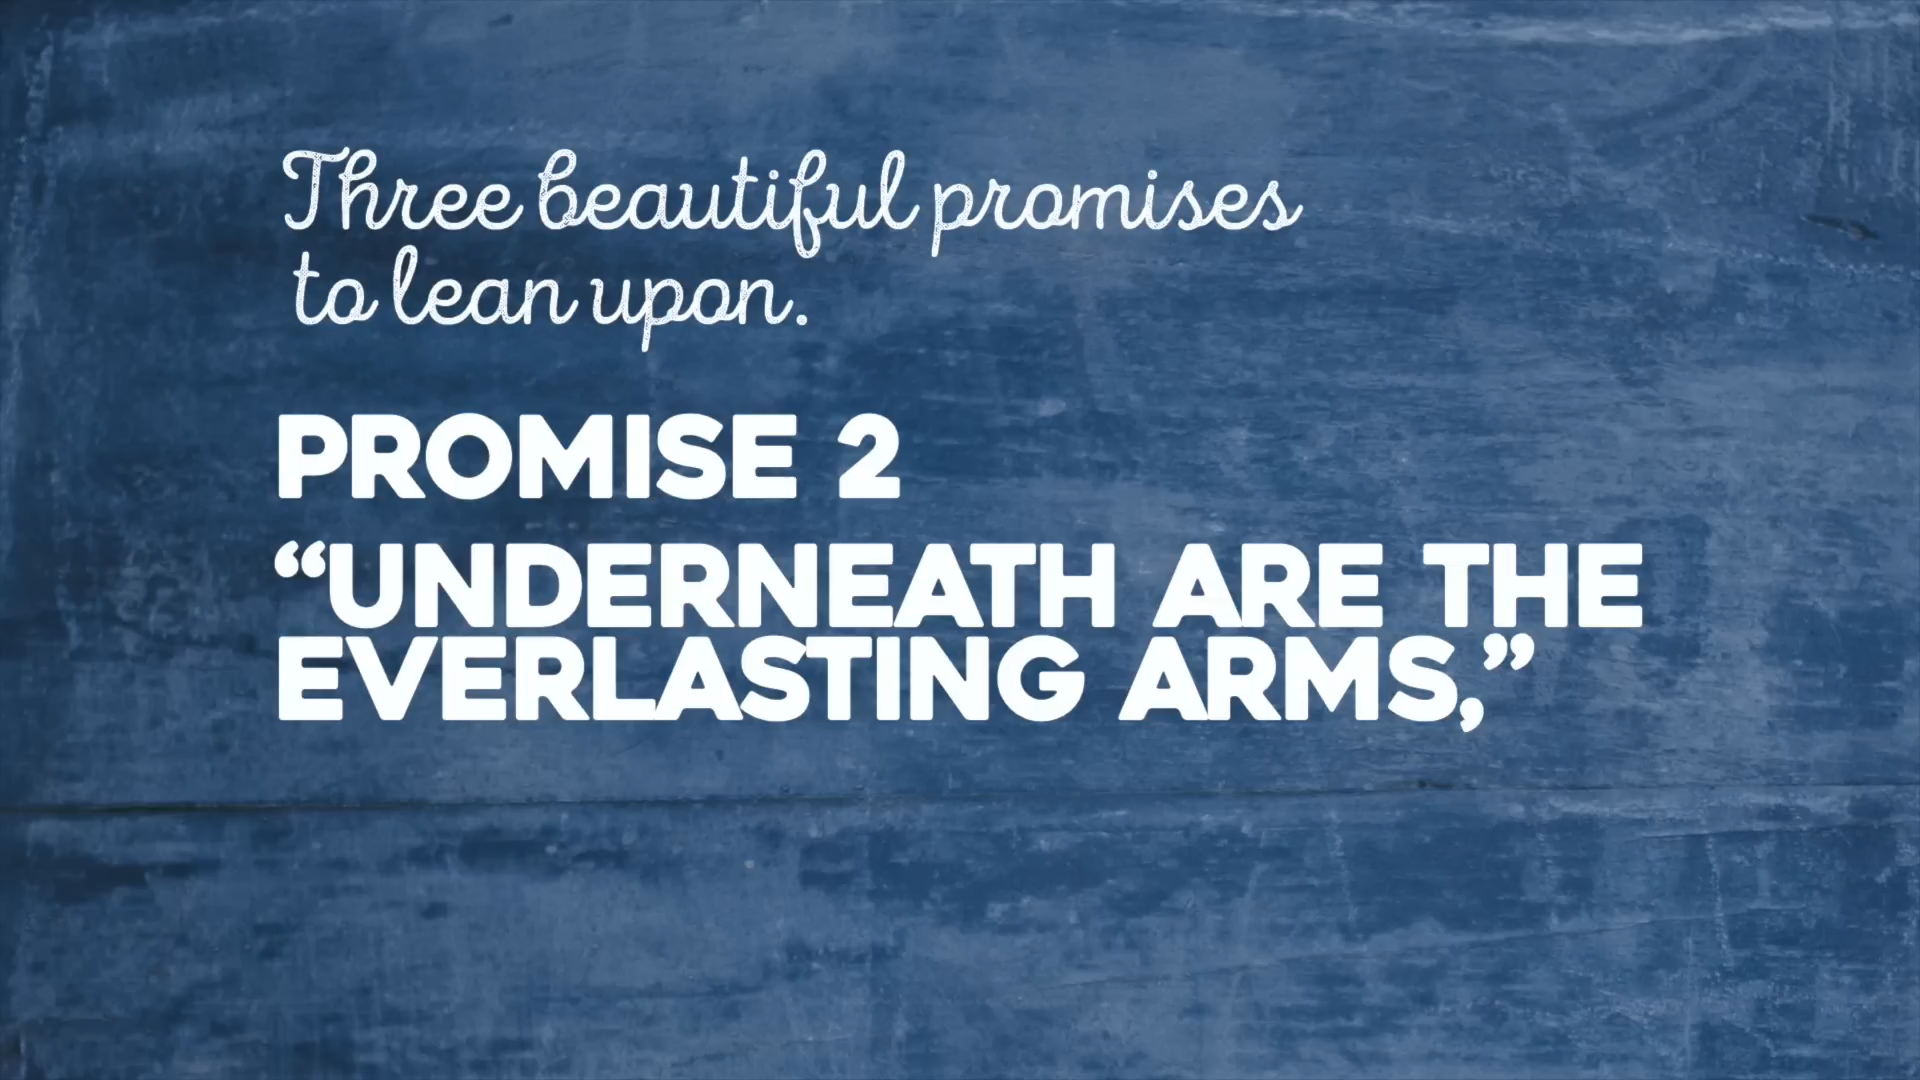 Three beautiful promises
to lean upon.
PROMISE 2
“UNDERNEATH ARE THE
EVERLASTING ARMS,”